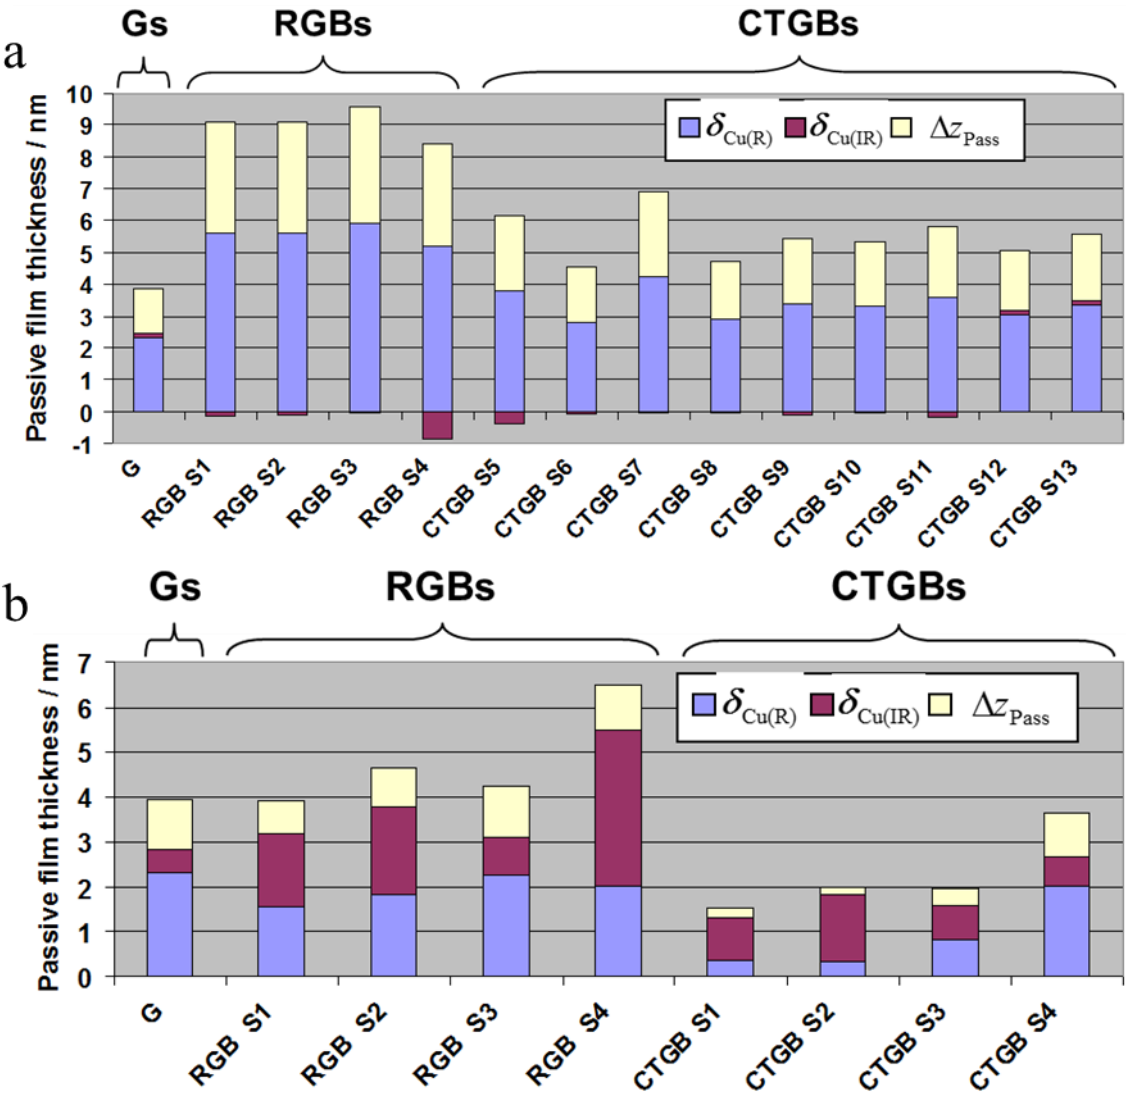 Gs RGBs CTGBs
a
Passive film thickness / nm
10
9
8
7
6
5
4
3
2
1
0
-1
δCu(R) δCu(IR) ΔzPass
G RGB S1 RGB S2 RGB S3 RGB S4 CTGB S5 CTGB S6 CTGB S7 CTGB S8 CTGB S9 CTGB S10 CTGB S11 CTGB S12 CTGB S13
Gs RGBs CTGBs
b
Passive film thickness / nm
7
6
5
4
3
2
1
0
δCu(R) δCu(IR) ΔzPass
G RGB S1 RGB S2 RGB S3 RGB S4 CTGB S1 CTGB S2 CTGB S3 CTGB S4